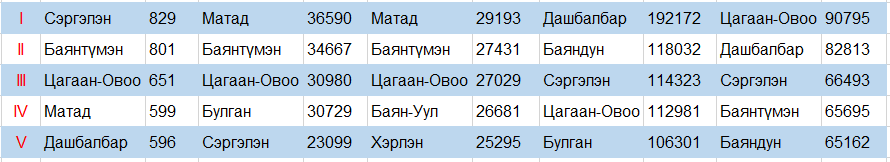 I Сэргэлэн 829 Матад 36590 Матад 29193 Дашбалбар 192172 Цагаан-Овоо 90795
II Баянтүмэн 801 Баянтүмэн 34667 Баянтүмэн 27431 Баяндун 118032 Дашбалбар 82813
III Цагаан-Овоо 651 Цагаан-Овоо 30980 Цагаан-Овоо 27029 Сэргэлэн 114323 Сэргэлэн 66493
IV Матад 599 Булган 30729 Баян-Уул 26681 Цагаан-Овоо 112981 Баянтүмэн 65695
V Дашбалбар 596 Сэргэлэн 23099 Хэрлэн 25295 Булган 106301 Баяндун 65162